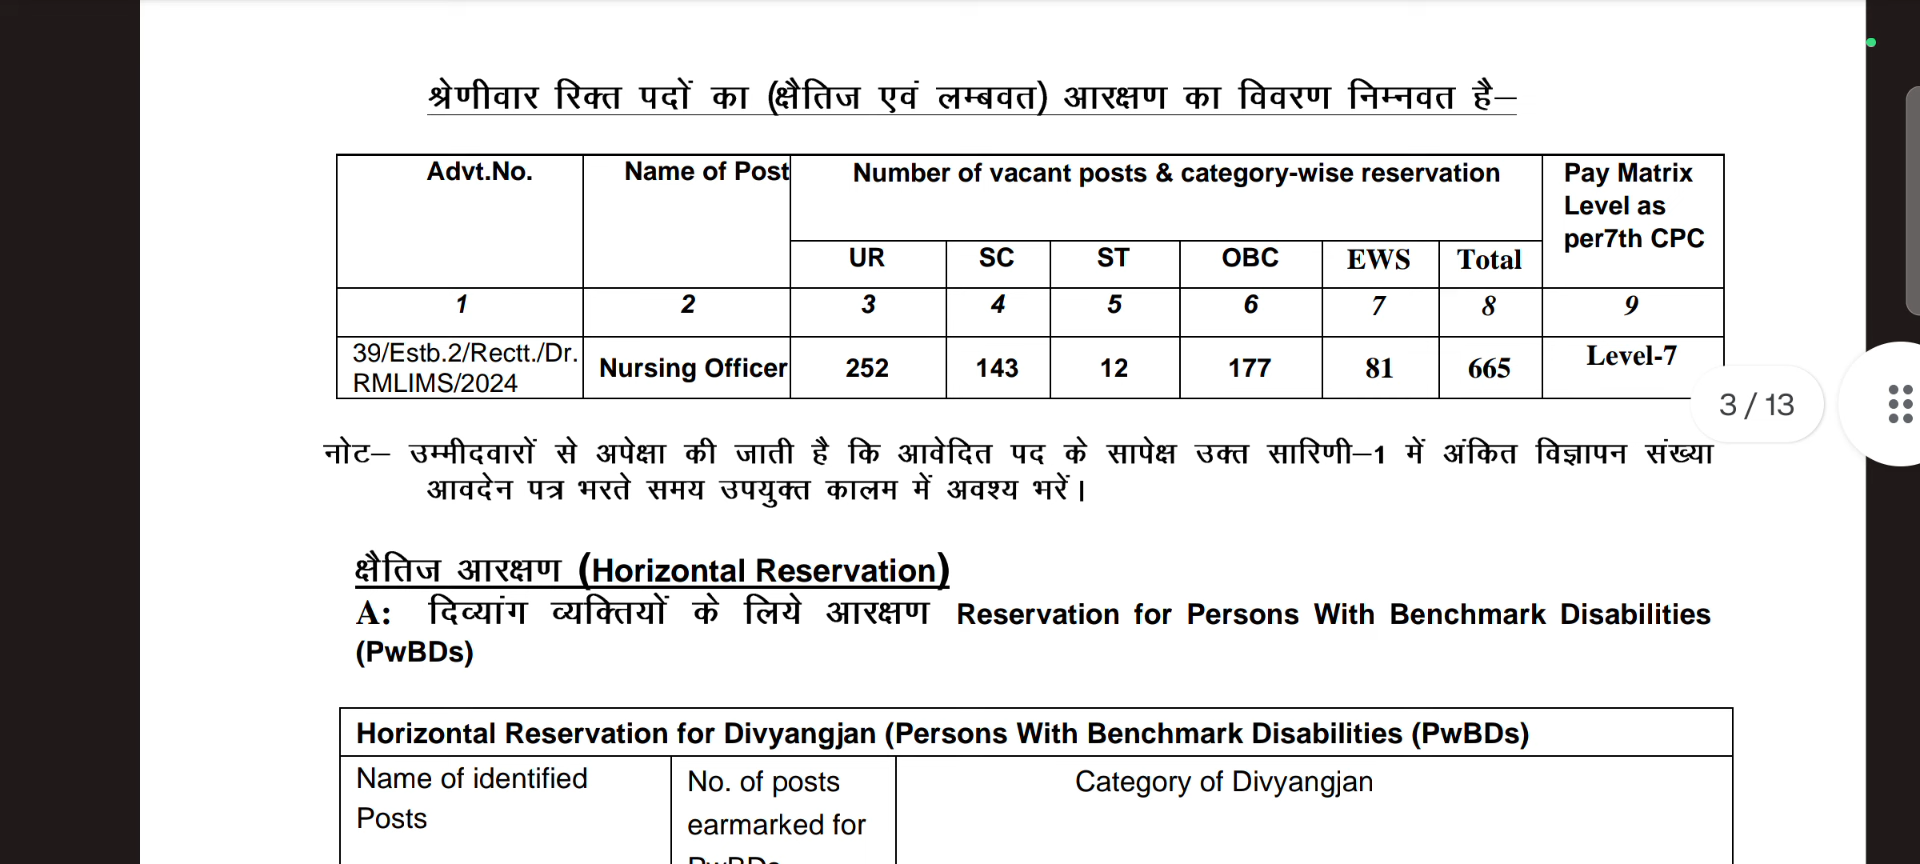 श्रेणीवार रिक्त पदों का (क्षैतिज एवं लम्बवत) आरक्षण का विवरण निम्नवत है–
Advt.No. Name of Post Number of vacant posts & category-wise reservation Pay Matrix
Level as
per7th CPC
UR SC ST OBC EWS Total
1 2 3 4 5 6 7 8 9
39/Estb.2/Rectt./Dr.
RMLIMS/2024 Nursing Officer 252 143 12 177 81 665 Level-7
3 / 13
नोट– उम्मीदवारों से अपेक्षा की जाती है कि आवेदित पद के सापेक्ष उक्त सारिणी–1 में अंकित विज्ञापन संख्या
आवदेन पत्र भरते समय उपयुक्त कालम में अवश्य भरें।
क्षैतिज आरक्षण (Horizontal Reservation)
A: दिव्यांग व्यक्तियों के लिये आरक्षण Reservation for Persons With Benchmark Disabilities
(PwBDs)
Horizontal Reservation for Divyangjan (Persons With Benchmark Disabilities (PwBDs)
Name of identified
Posts
No. of posts
earmarked for
Category of Divyangjan